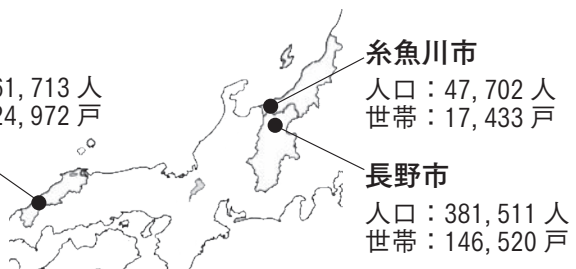 61,713 人
24,972 戸
糸魚川市
人口：47,702 人
世帯：17,433 戸
長野市
人口：381,511 人
世帯：146,520 戸